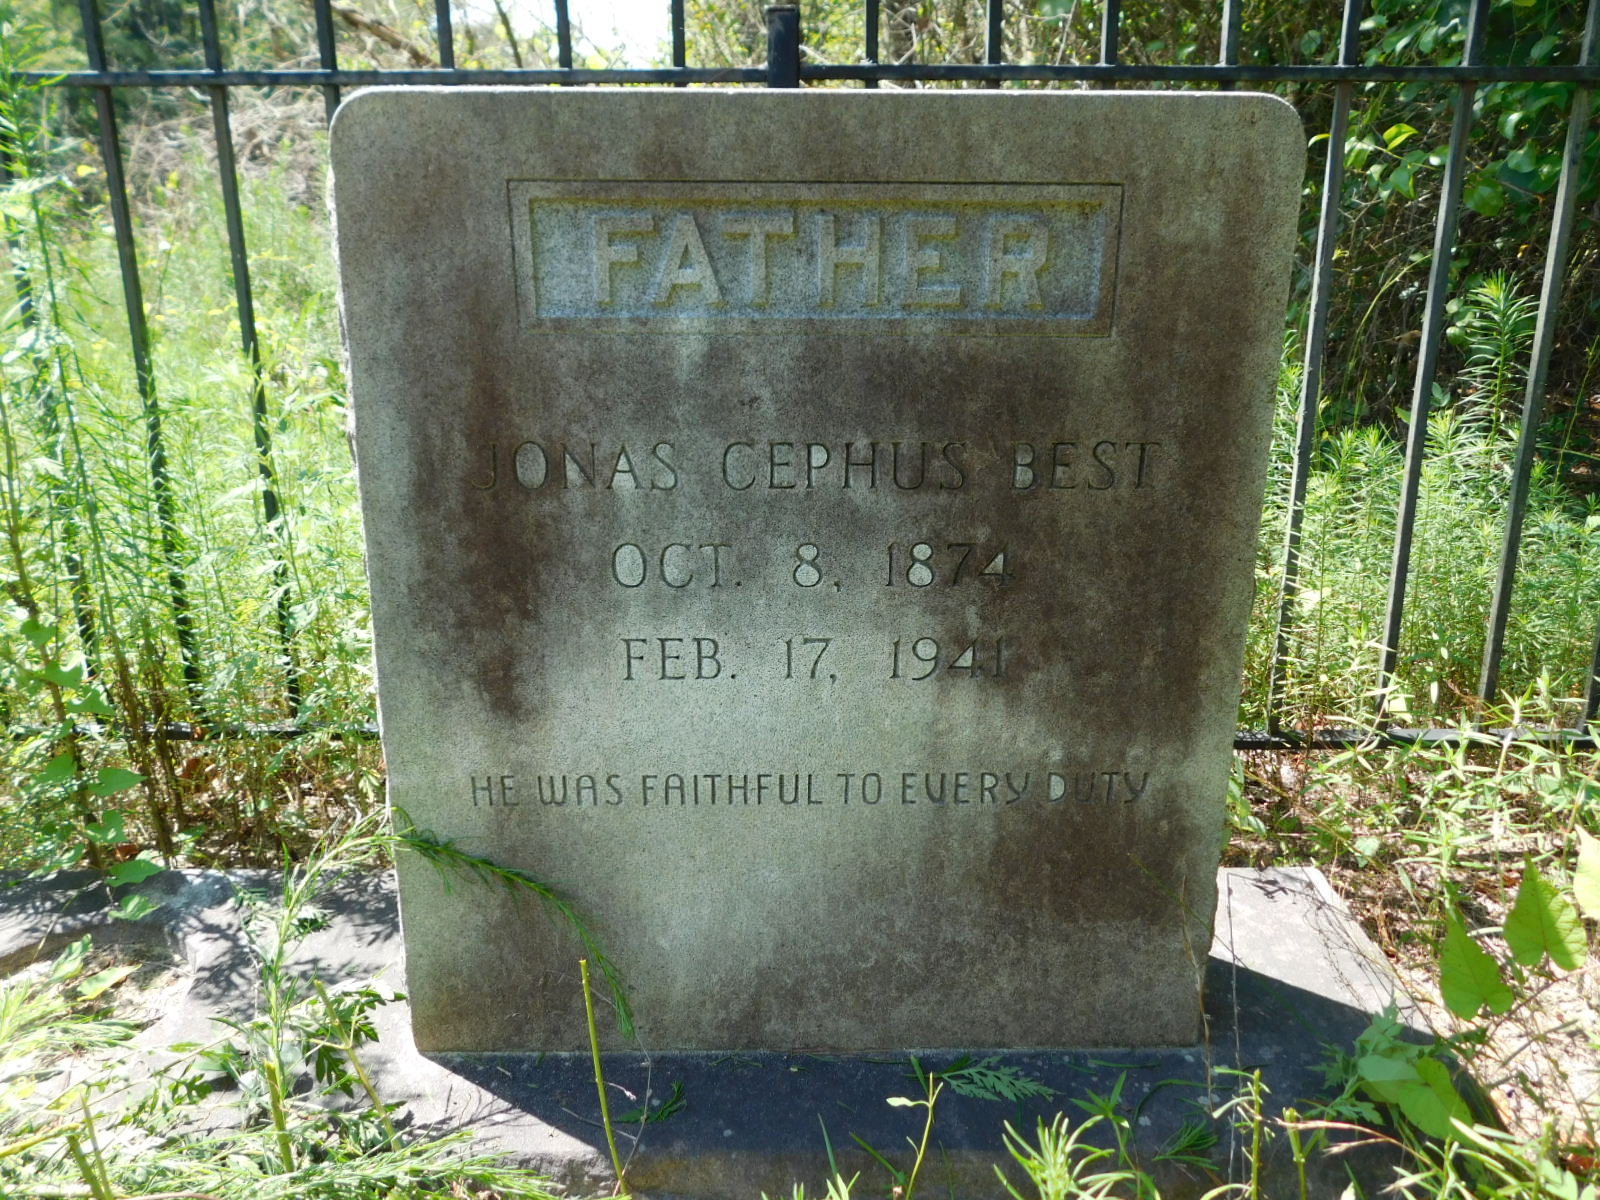 FATHER
JONAS CEPHUS BEST
OCT. 8, 1874
FEB. 17, 1941
HE WAS FAITHFUL TO EVERY DUTY